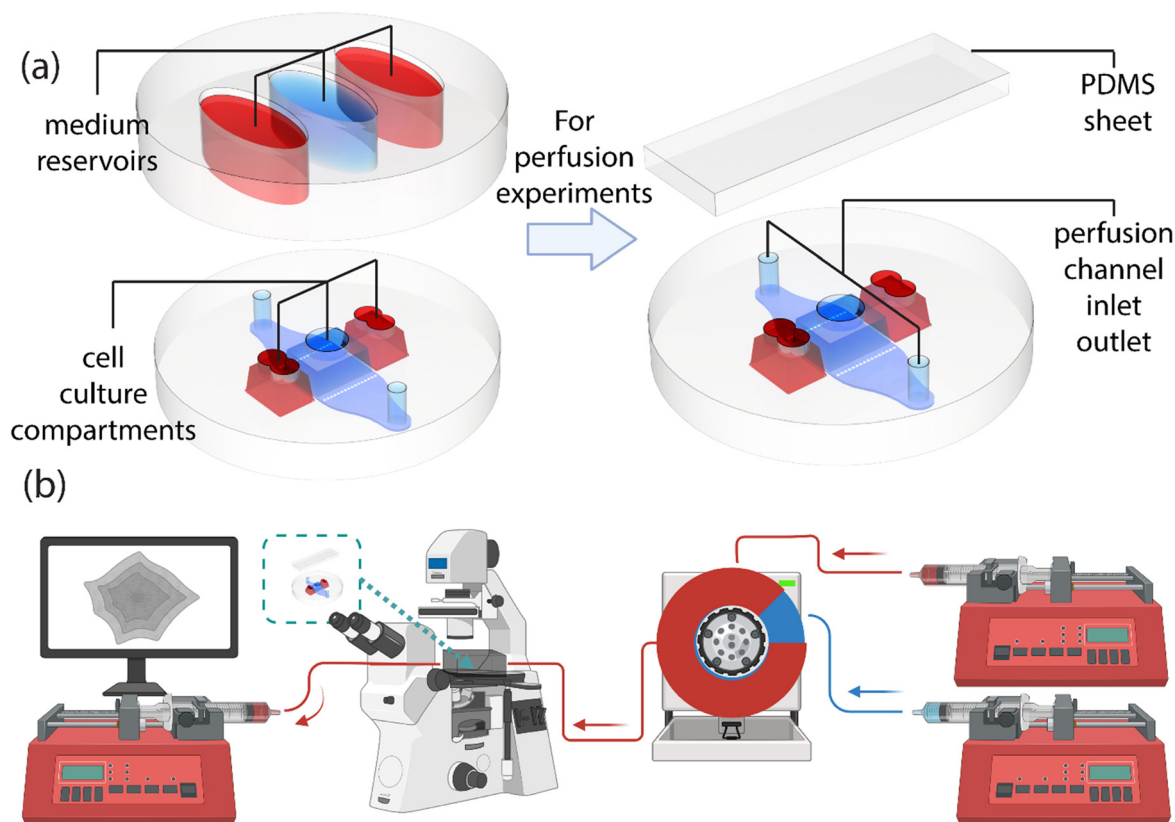 (a)
medium
reservoirs
For
perfusion
experiments
PDMS
sheet
cell
culture
compartments
perfusion
channel
inlet
outlet
(b)